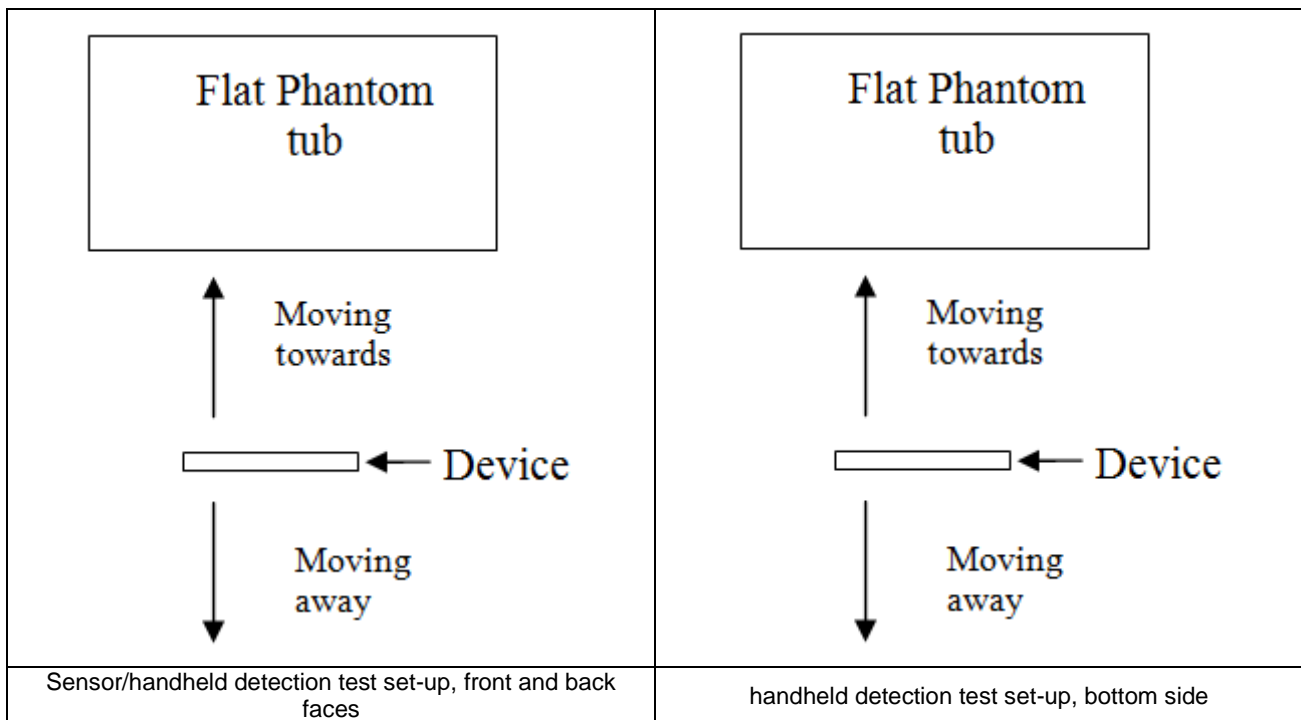 Flat Phantom
tub
Moving
towards
Device
Moving
away
Sensor/handheld detection test set-up, front and back
faces
Flat Phantom
tub
Moving
towards
Device
Moving
away
handheld detection test set-up, bottom side